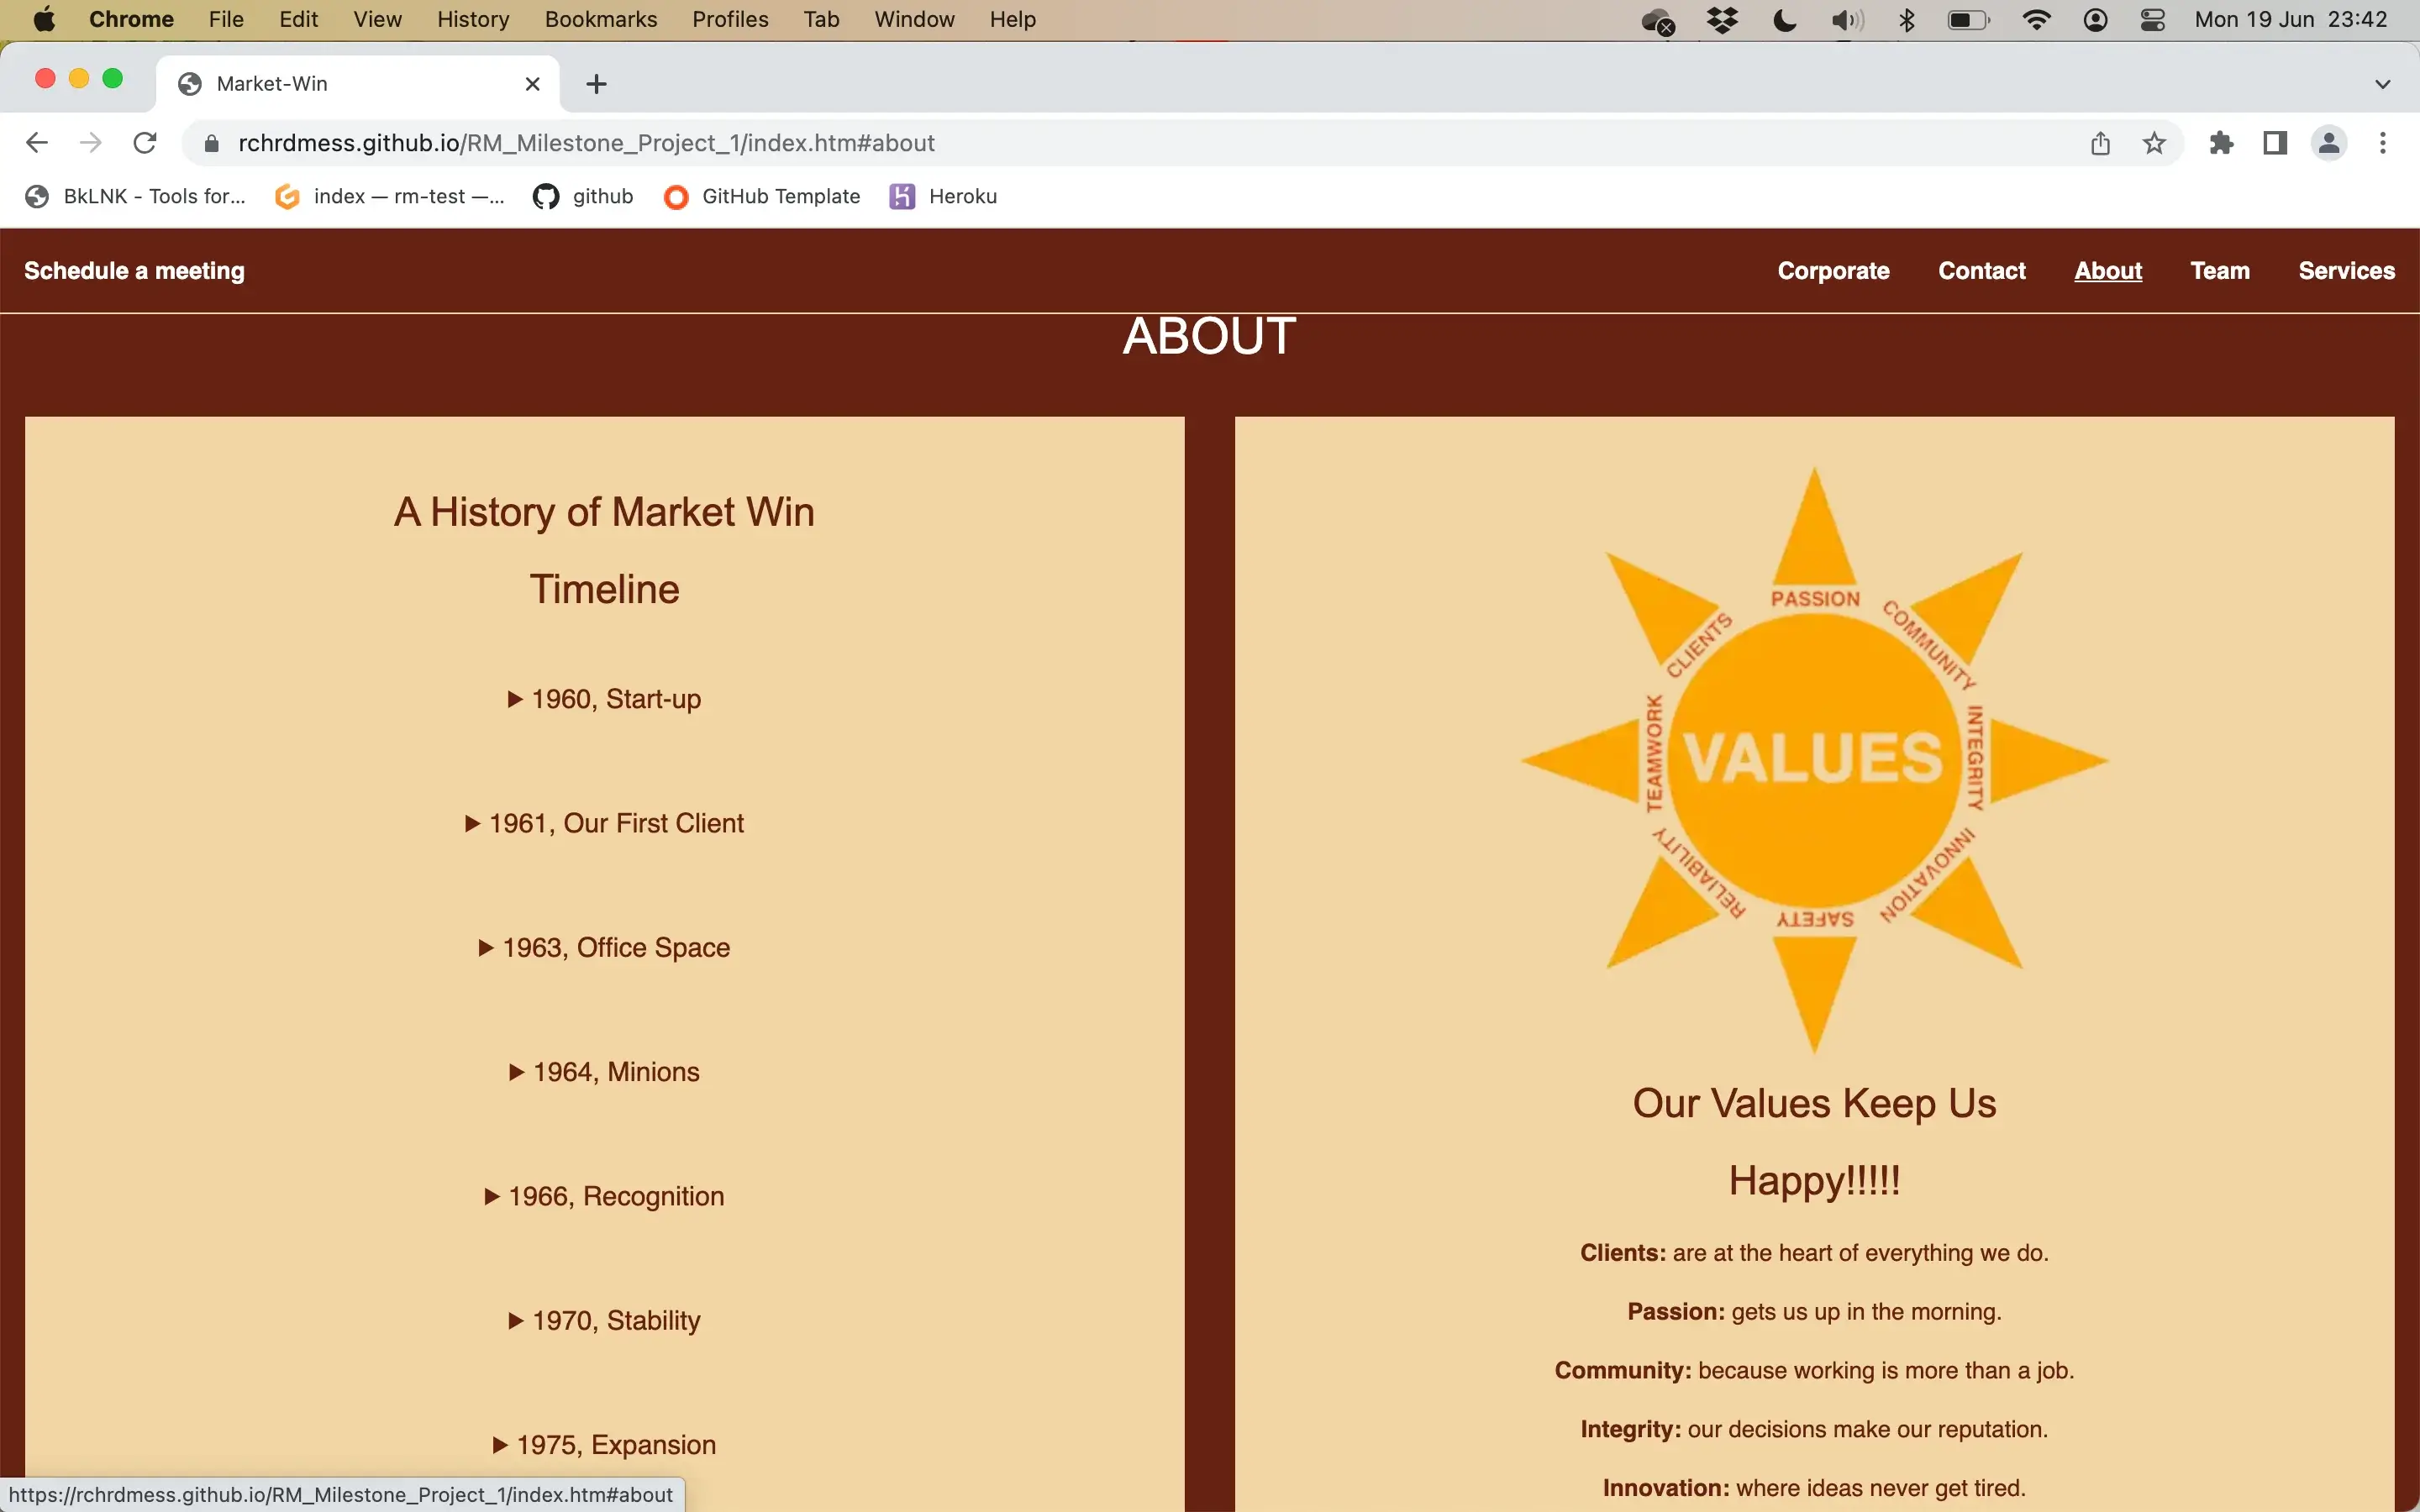 Chrome File Edit View History Bookmarks Profiles Tab Window Help Mon 19 Jun 23:42
Market-Win
rchrdmess.github.io/RM_Milestone_Project_1/index.htm#about
BkLNK - Tools for... index — rm-test —... github GitHub Template Heroku
Schedule a meeting Corporate Contact About Team Services
ABOUT
A History of Market Win
Timeline
▶ 1960, Start-up
▶ 1961, Our First Client
▶ 1963, Office Space
▶ 1964, Minions
▶ 1966, Recognition
▶ 1970, Stability
▶ 1975, Expansion
PASSION
COMMUNITY
INTEGRITY
INNOVATION
SAFETY
RELIABILITY
TEAMWORK
CLIENTS
VALUES
Our Values Keep Us
Happy!!!!!
Clients: are at the heart of everything we do.
Passion: gets us up in the morning.
Community: because working is more than a job.
Integrity: our decisions make our reputation.
Innovation: where ideas never get tired.
https://rchrdmess.github.io/RM_Milestone_Project_1/index.htm#about